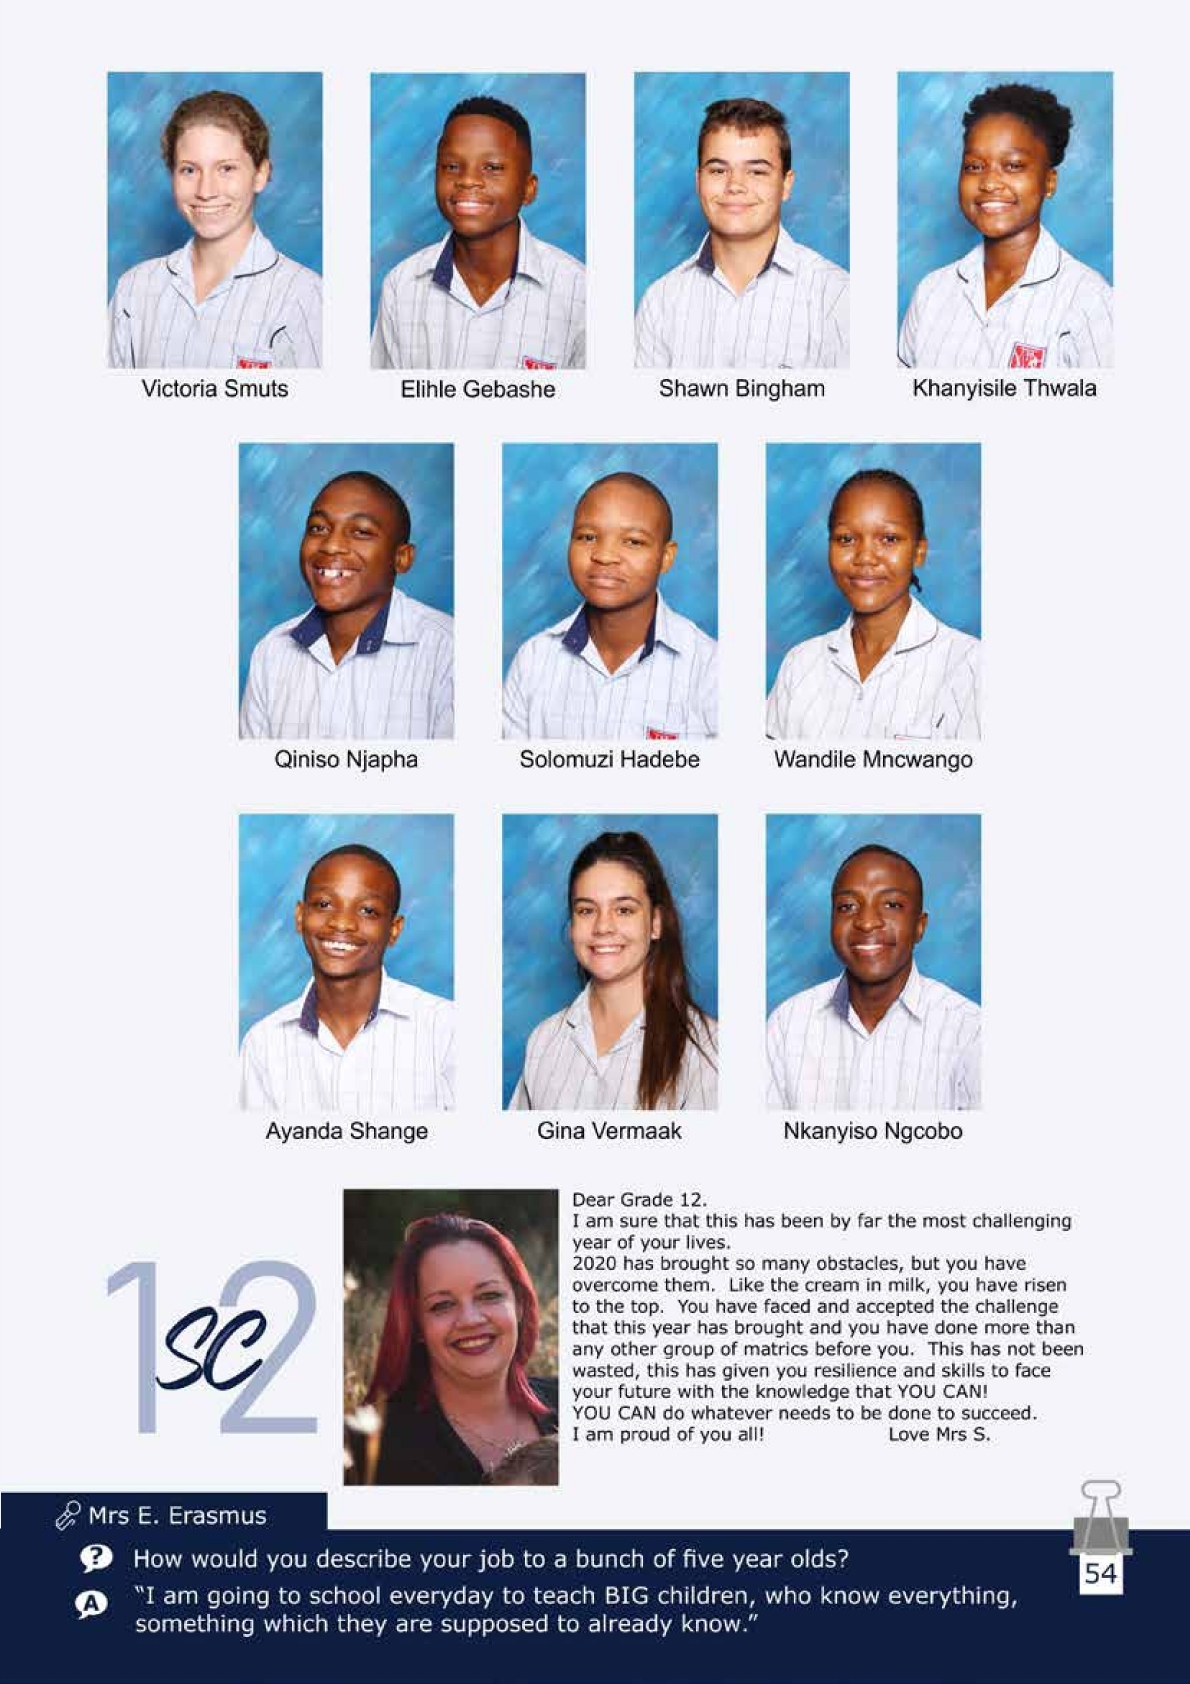 Victoria Smuts
Elihle Gebashe
Shawn Bingham
Khanyisile Thwala
Qiniso Njapha
Solomuzi Hadebe
Wandile Mncwango
Ayanda Shange
Gina Vermaak
Nkanyiso Ngcobo
12
SC
Dear Grade 12.
I am sure that this has been by far the most challenging
year of your lives.
2020 has brought so many obstacles, but you have
overcome them. Like the cream in milk, you have risen
to the top. You have faced and accepted the challenge
that this year has brought and you have done more than
any other group of matrics before you. This has not been
wasted, this has given you resilience and skills to face
your future with the knowledge that YOU CAN!
YOU CAN do whatever needs to be done to succeed.
I am proud of you all! Love Mrs S.
Mrs E. Erasmus
? How would you describe your job to a bunch of five year olds?
A "I am going to school everyday to teach BIG children, who know everything,
something which they are supposed to already know."
54